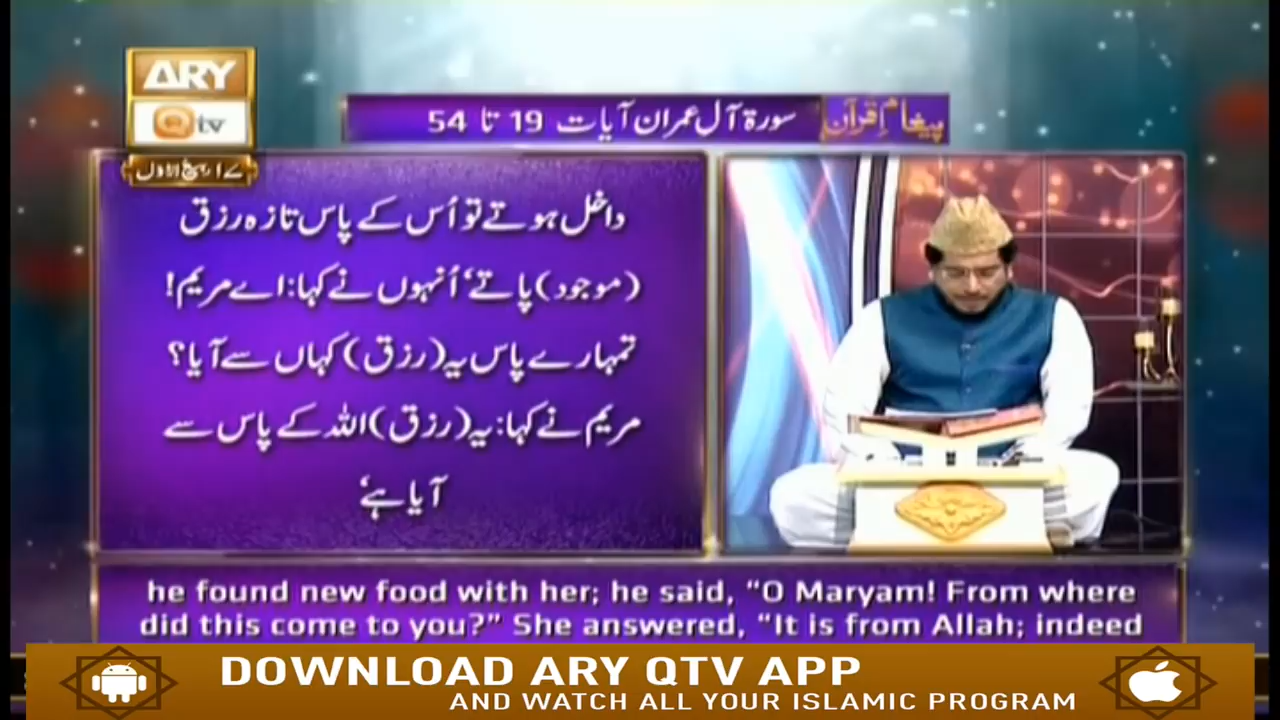 ARY
Qtv
۱۷ ربیع الاول
پیغامِ قرآن
سورۃ آل عمران آیات 19 تا 54
داخل ہوتے تو اُس کے پاس تازہ رزق
(موجود) پاتے‘ اُنہوں نے کہا: اے مریم!
تمہارے پاس یہ (رزق) کہاں سے آیا؟
مریم نے کہا: یہ (رزق) اللہ کے پاس سے
آیا ہے‘
he found new food with her; he said, “O Maryam! From where
did this come to you?” She answered, “It is from Allah; indeed
DOWNLOAD ARY QTV APP
AND WATCH ALL YOUR ISLAMIC PROGRAM